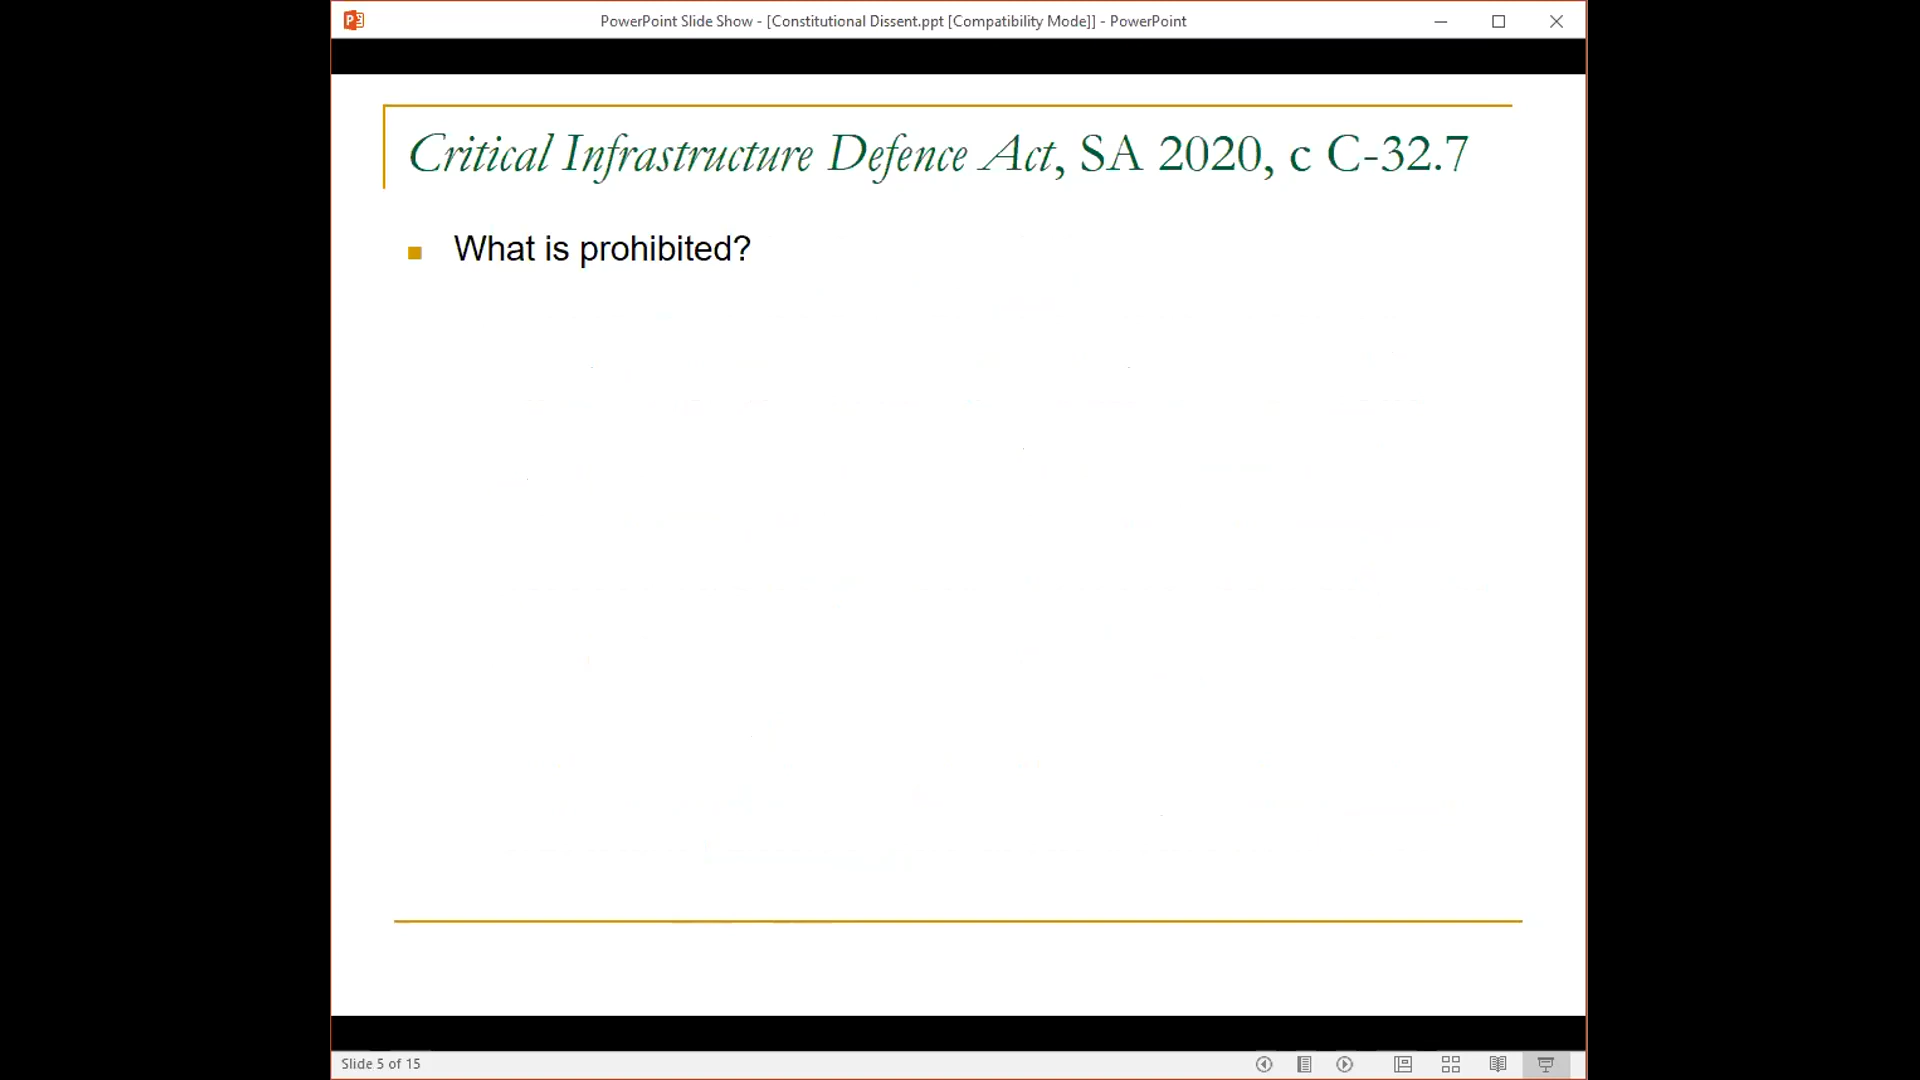 PowerPoint Slide Show - [Constitutional Dissent.ppt [Compatibility Mode]] - PowerPoint
Critical Infrastructure Defence Act, SA 2020, c C-32.7
What is prohibited?
Slide 5 of 15